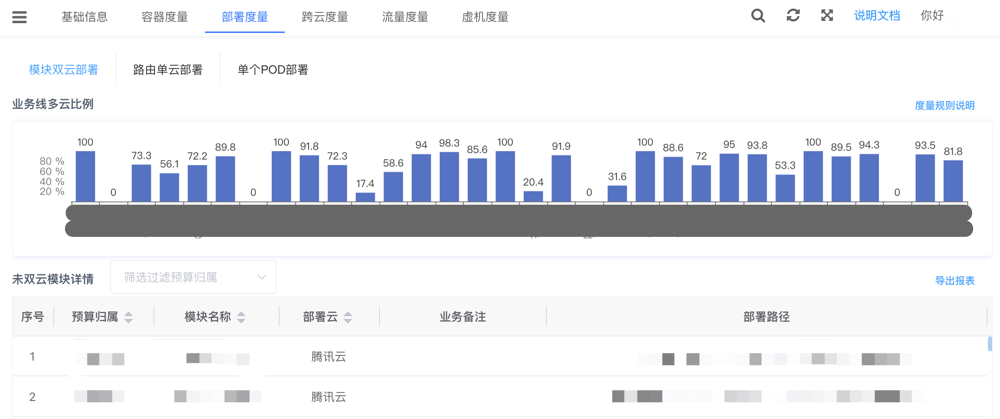 基础信息 容器度量 部署度量 跨云度量 流量度量 虚机度量 说明文档 你好
模块双云部署 路由单云部署 单个POD部署
业务线多云比例 度量规则说明
100 0 73.3 56.1 72.2 89.8 0 100 91.8 72.3 17.4 58.6 94 98.3 85.6 100 20.4 91.9 0 31.6 100 88.6 72 95 93.8 53.3 100 89.5 94.3 0 93.5 81.8
80 %
60 %
40 %
20 %
未双云模块详情 筛选过滤预算归属 导出报表
序号 预算归属 模块名称 部署云 业务备注 部署路径
1 腾讯云
2 腾讯云